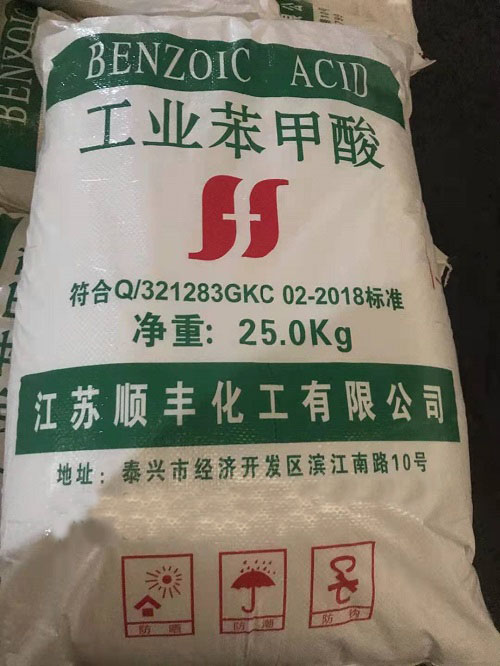 BENZOIC ACID
工业苯甲酸
符合Q/321283GKC 02-2018标准
净重: 25.0Kg
江苏顺丰化工有限公司
地址: 泰兴市经济开发区滨江南路10号
防晒 防潮 防钩
BENZOIC